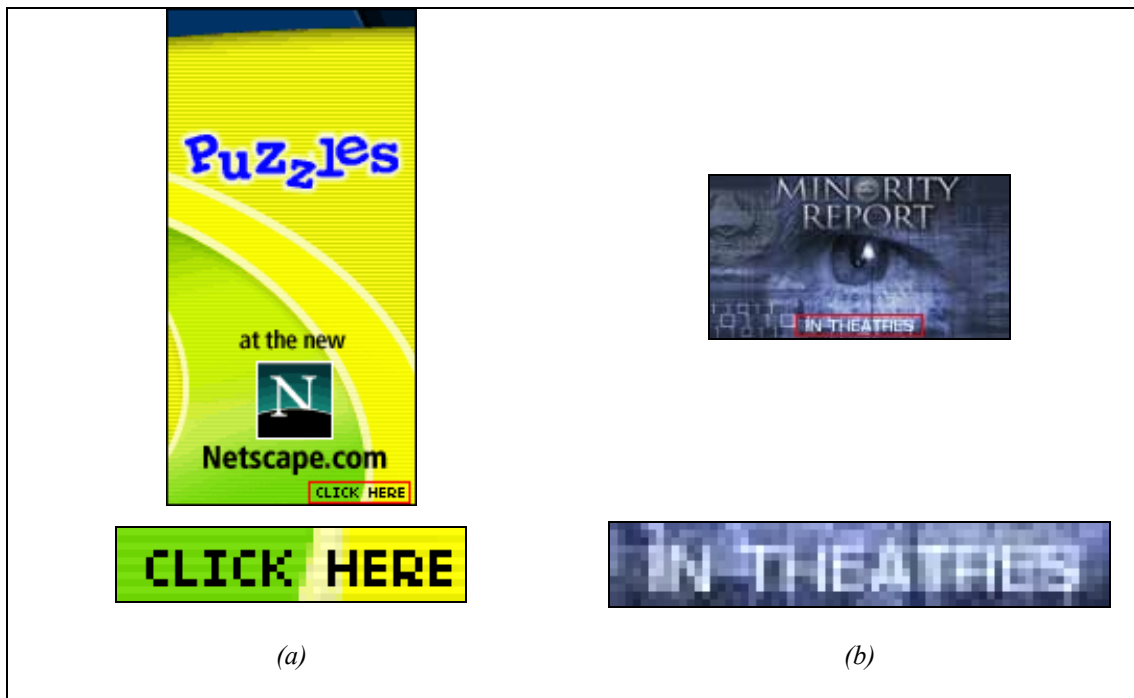 Puzzles
at the new
N
Netscape.com
CLICK HERE
CLICK HERE
(a)
MINORITY
REPORT
IN THEATRES
IN THEATRES
(b)